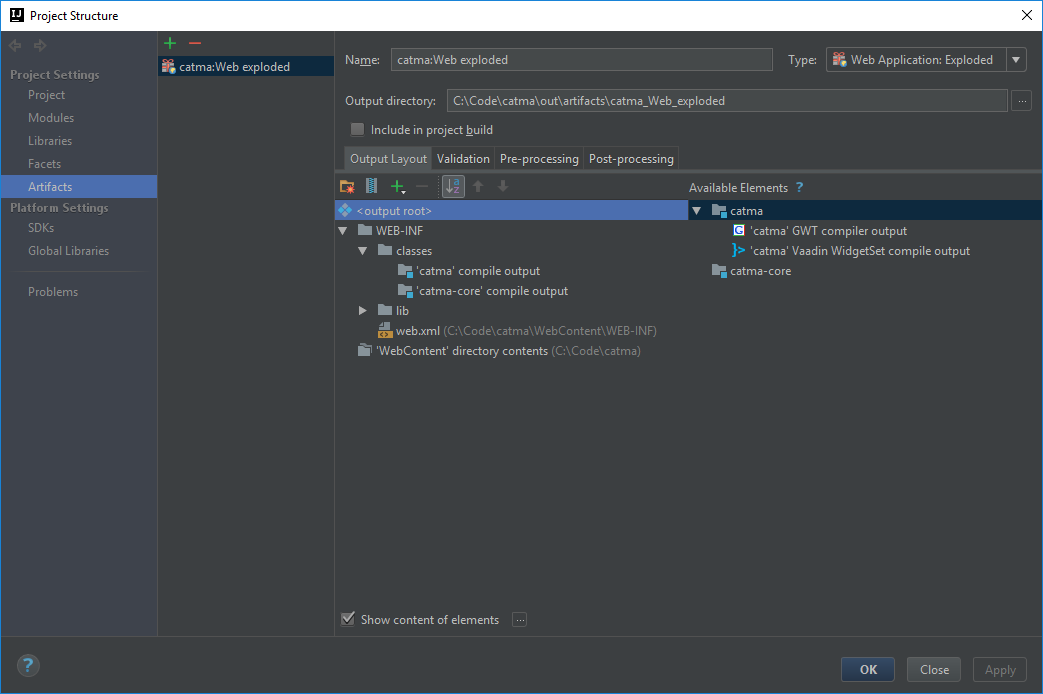 Project Structure
Project Settings
Project
Modules
Libraries
Facets
Artifacts
Platform Settings
SDKs
Global Libraries
Problems
catma:Web exploded
Name: catma:Web exploded Type: Web Application: Exploded
Output directory: C:\Code\catma\out\artifacts\catma_Web_exploded ...
Include in project build
Output Layout Validation Pre-processing Post-processing
Available Elements ?
<output root>
WEB-INF
classes
'catma' compile output
'catma-core' compile output
lib
web.xml (C:\Code\catma\WebContent\WEB-INF)
'WebContent' directory contents (C:\Code\catma)
catma
'catma' GWT compiler output
'catma' Vaadin WidgetSet compile output
catma-core
Show content of elements ...
? OK Close Apply